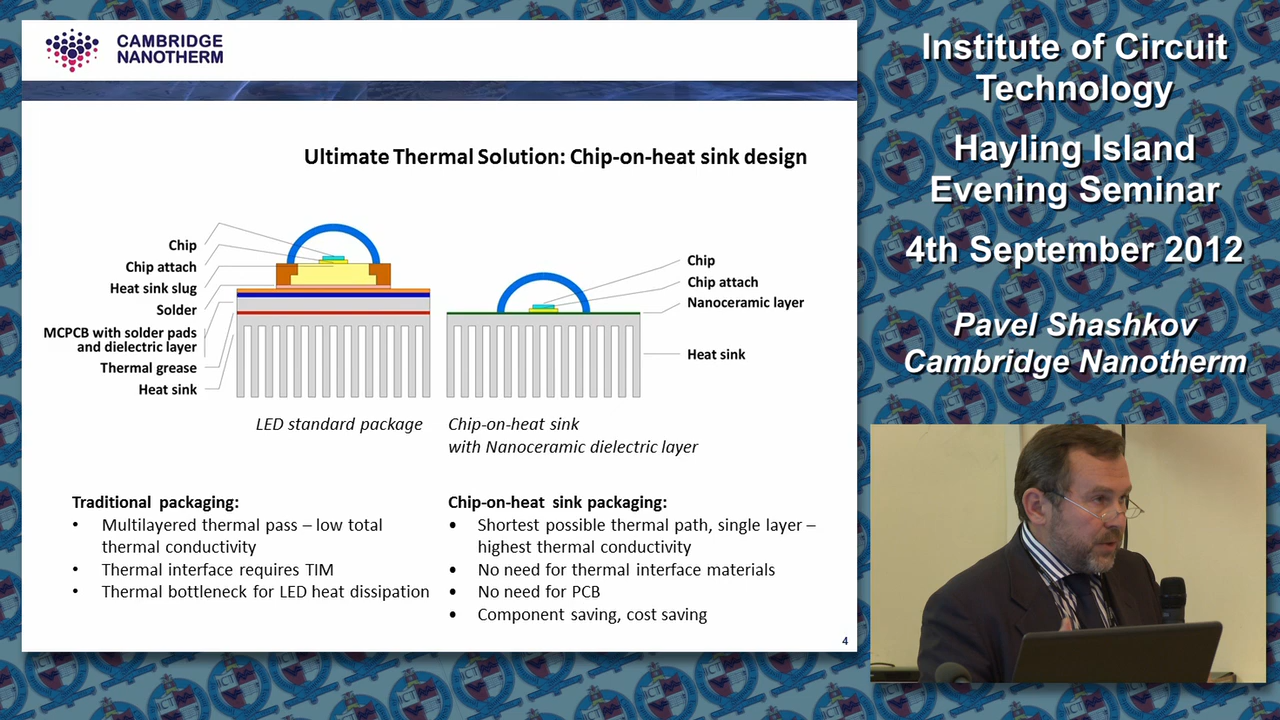 CAMBRIDGE
NANOTHERM
Ultimate Thermal Solution: Chip-on-heat sink design
Chip
Chip attach
Heat sink slug
Solder
MCPCB with solder pads
and dielectric layer
Thermal grease
Heat sink
Chip
Chip attach
Nanoceramic layer
Heat sink
LED standard package
Chip-on-heat sink
with Nanoceramic dielectric layer
Traditional packaging:
• Multilayered thermal pass – low total
thermal conductivity
• Thermal interface requires TIM
• Thermal bottleneck for LED heat dissipation
Chip-on-heat sink packaging:
• Shortest possible thermal path, single layer –
highest thermal conductivity
• No need for thermal interface materials
• No need for PCB
• Component saving, cost saving
4
Institute of Circuit
Technology
Hayling Island
Evening Seminar
4th September 2012
Pavel Shashkov
Cambridge Nanotherm